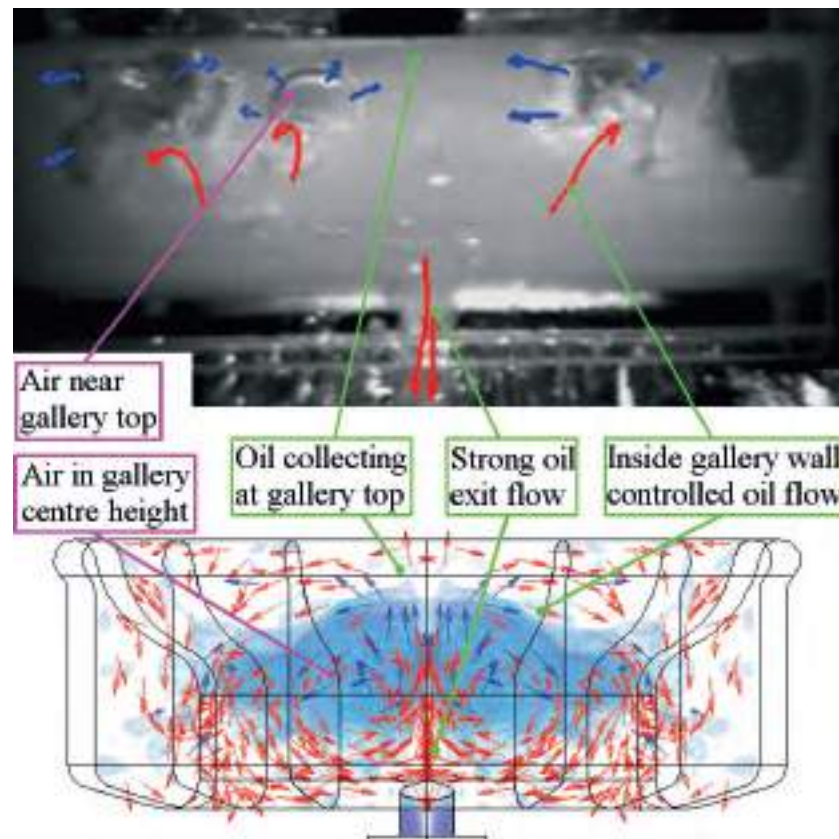 Air near
gallery top
Air in gallery
centre height
Oil collecting
at gallery top
Strong oil
exit flow
Inside gallery wall
controlled oil flow